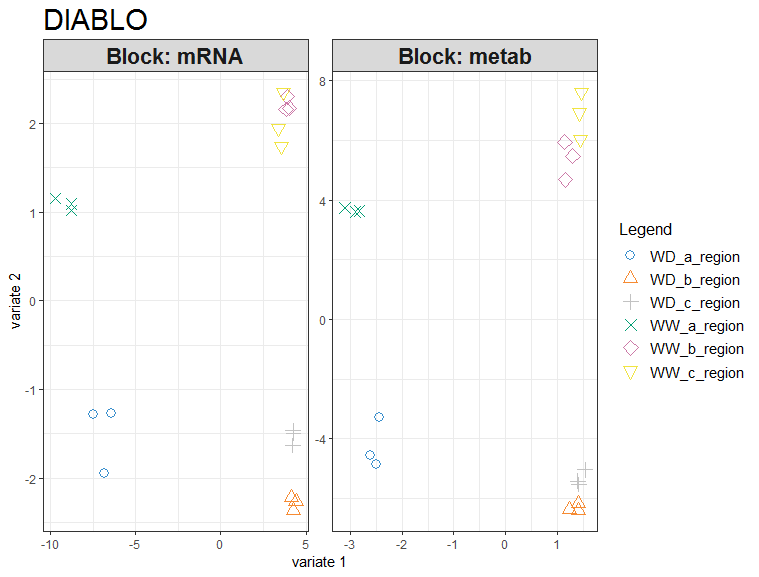 DIABLO
Block: mRNA
Block: metab
variate 2
2
1
0
-1
-2
8
4
0
-4
-10
-5
0
5
-3
-2
-1
0
1
variate 1
Legend
WD_a_region
WD_b_region
WD_c_region
WW_a_region
WW_b_region
WW_c_region